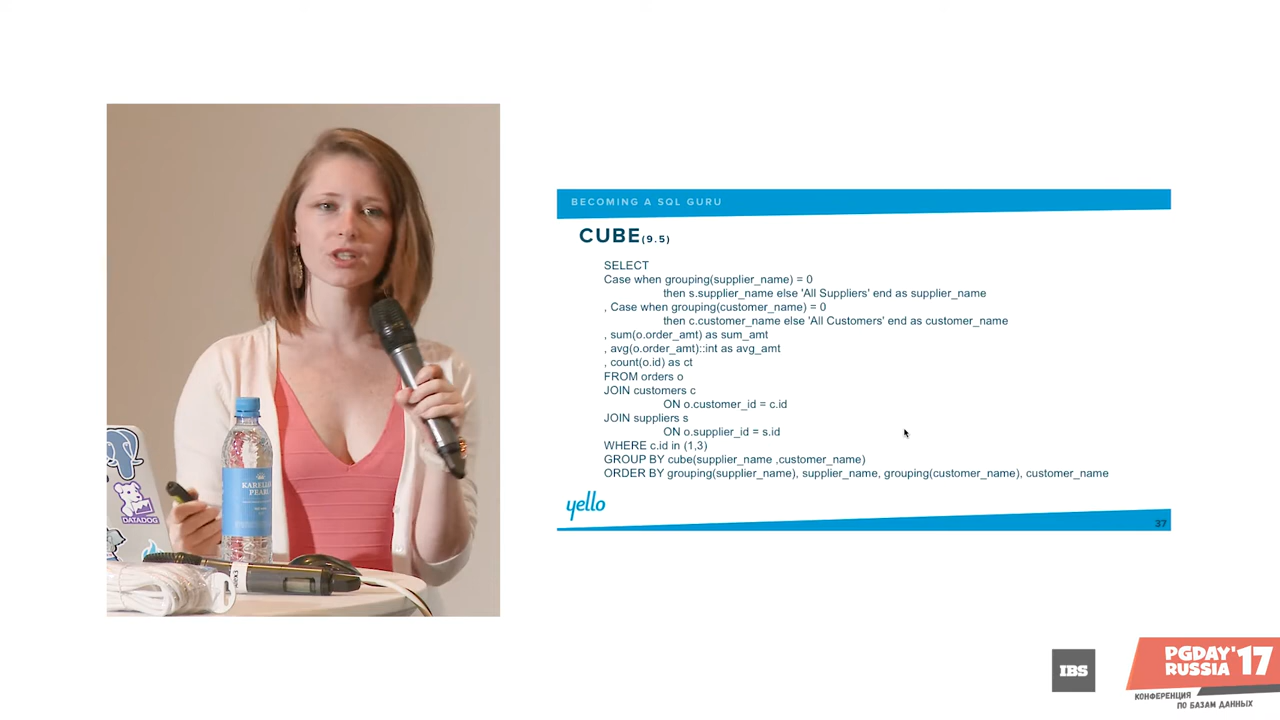 BECOMING A SQL GURU
CUBE(9.5)
SELECT
Case when grouping(supplier_name) = 0
then s.supplier_name else 'All Suppliers' end as supplier_name
, Case when grouping(customer_name) = 0
then c.customer_name else 'All Customers' end as customer_name
, sum(o.order_amt) as sum_amt
, avg(o.order_amt)::int as avg_amt
, count(o.id) as ct
FROM orders o
JOIN customers c
ON o.customer_id = c.id
JOIN suppliers s
ON o.supplier_id = s.id
WHERE c.id in (1,3)
GROUP BY cube(supplier_name ,customer_name)
ORDER BY grouping(supplier_name), supplier_name, grouping(customer_name), customer_name
yello
37
DATADOG
IBS
PGDAY'17
RUSSIA
КОНФЕРЕНЦИЯ
ПО БАЗАМ ДАННЫХ